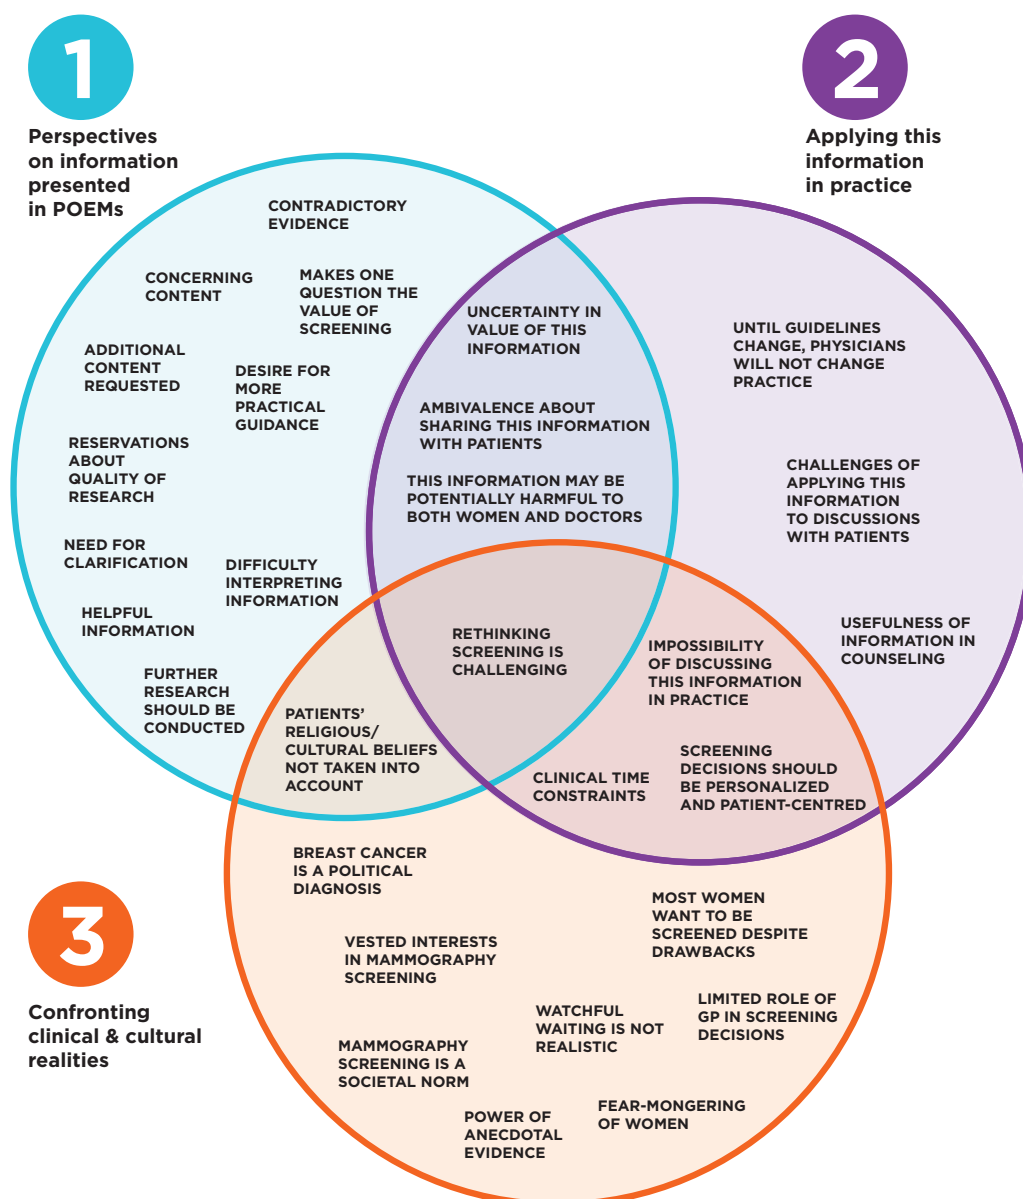 1
Perspectives
on information
presented
in POEMs
2
Applying this
information
in practice
CONTRADICTORY
EVIDENCE
CONCERNING
CONTENT
MAKES ONE
QUESTION THE
VALUE OF
SCREENING
ADDITIONAL
CONTENT
REQUESTED
DESIRE FOR
MORE
PRACTICAL
GUIDANCE
RESERVATIONS
ABOUT
QUALITY OF
RESEARCH
NEED FOR
CLARIFICATION
DIFFICULTY
INTERPRETING
INFORMATION
HELPFUL
INFORMATION
FURTHER
RESEARCH
SHOULD BE
CONDUCTED
UNCERTAINTY IN
VALUE OF THIS
INFORMATION
AMBIVALENCE ABOUT
SHARING THIS INFORMATION
WITH PATIENTS
THIS INFORMATION MAY BE
POTENTIALLY HARMFUL TO
BOTH WOMEN AND DOCTORS
UNTIL GUIDELINES
CHANGE, PHYSICIANS
WILL NOT CHANGE
PRACTICE
CHALLENGES OF
APPLYING THIS
INFORMATION
TO DISCUSSIONS
WITH PATIENTS
USEFULNESS OF
INFORMATION IN
COUNSELING
RETHINKING
SCREENING IS
CHALLENGING
IMPOSSIBILITY
OF DISCUSSING
THIS INFORMATION
IN PRACTICE
PATIENTS'
RELIGIOUS/
CULTURAL BELIEFS
NOT TAKEN INTO
ACCOUNT
CLINICAL TIME
CONSTRAINTS
SCREENING
DECISIONS SHOULD
BE PERSONALIZED
AND PATIENT-CENTRED
3
Confronting
clinical & cultural
realities
BREAST CANCER
IS A POLITICAL
DIAGNOSIS
MOST WOMEN
WANT TO BE
SCREENED DESPITE
DRAWBACKS
VESTED INTERESTS
IN MAMMOGRAPHY
SCREENING
WATCHFUL
WAITING IS NOT
REALISTIC
LIMITED ROLE OF
GP IN SCREENING
DECISIONS
MAMMOGRAPHY
SCREENING IS A
SOCIETAL NORM
POWER OF
ANECDOTAL
EVIDENCE
FEAR-MONGERING
OF WOMEN